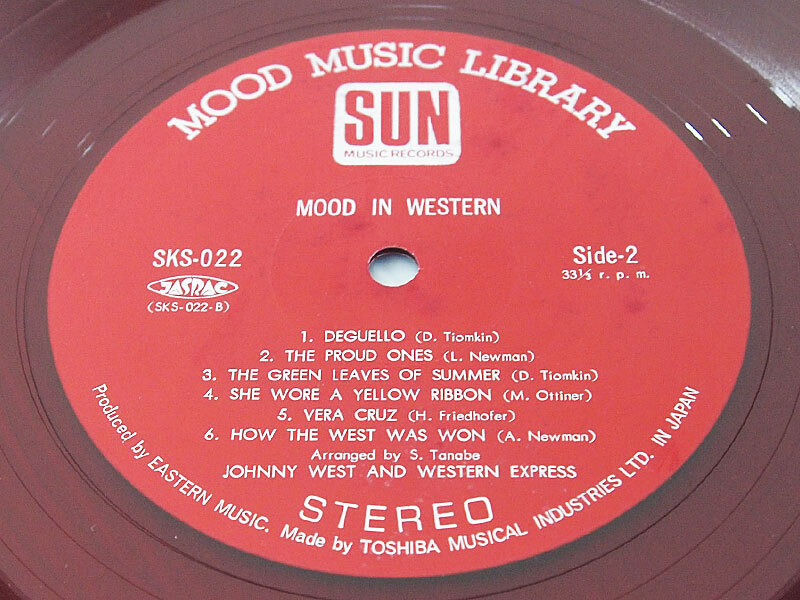 MOOD MUSIC LIBRARY
SUN
MUSIC RECORDS
MOOD IN WESTERN
SKS-022
JASRAC
(SKS-022-B)
Side-2
33⅓ r. p. m.
1. DEGUELLO (D. Tiomkin)
2. THE PROUD ONES (L. Newman)
3. THE GREEN LEAVES OF SUMMER (D. Tiomkin)
4. SHE WORE A YELLOW RIBBON (M. Ottiner)
5. VERA CRUZ (H. Friedhofer)
6. HOW THE WEST WAS WON (A. Newman)
Arranged by S. Tanabe
JOHNNY WEST AND WESTERN EXPRESS
STEREO
Produced by EASTERN MUSIC. Made by TOSHIBA MUSICAL INDUSTRIES LTD. IN JAPAN